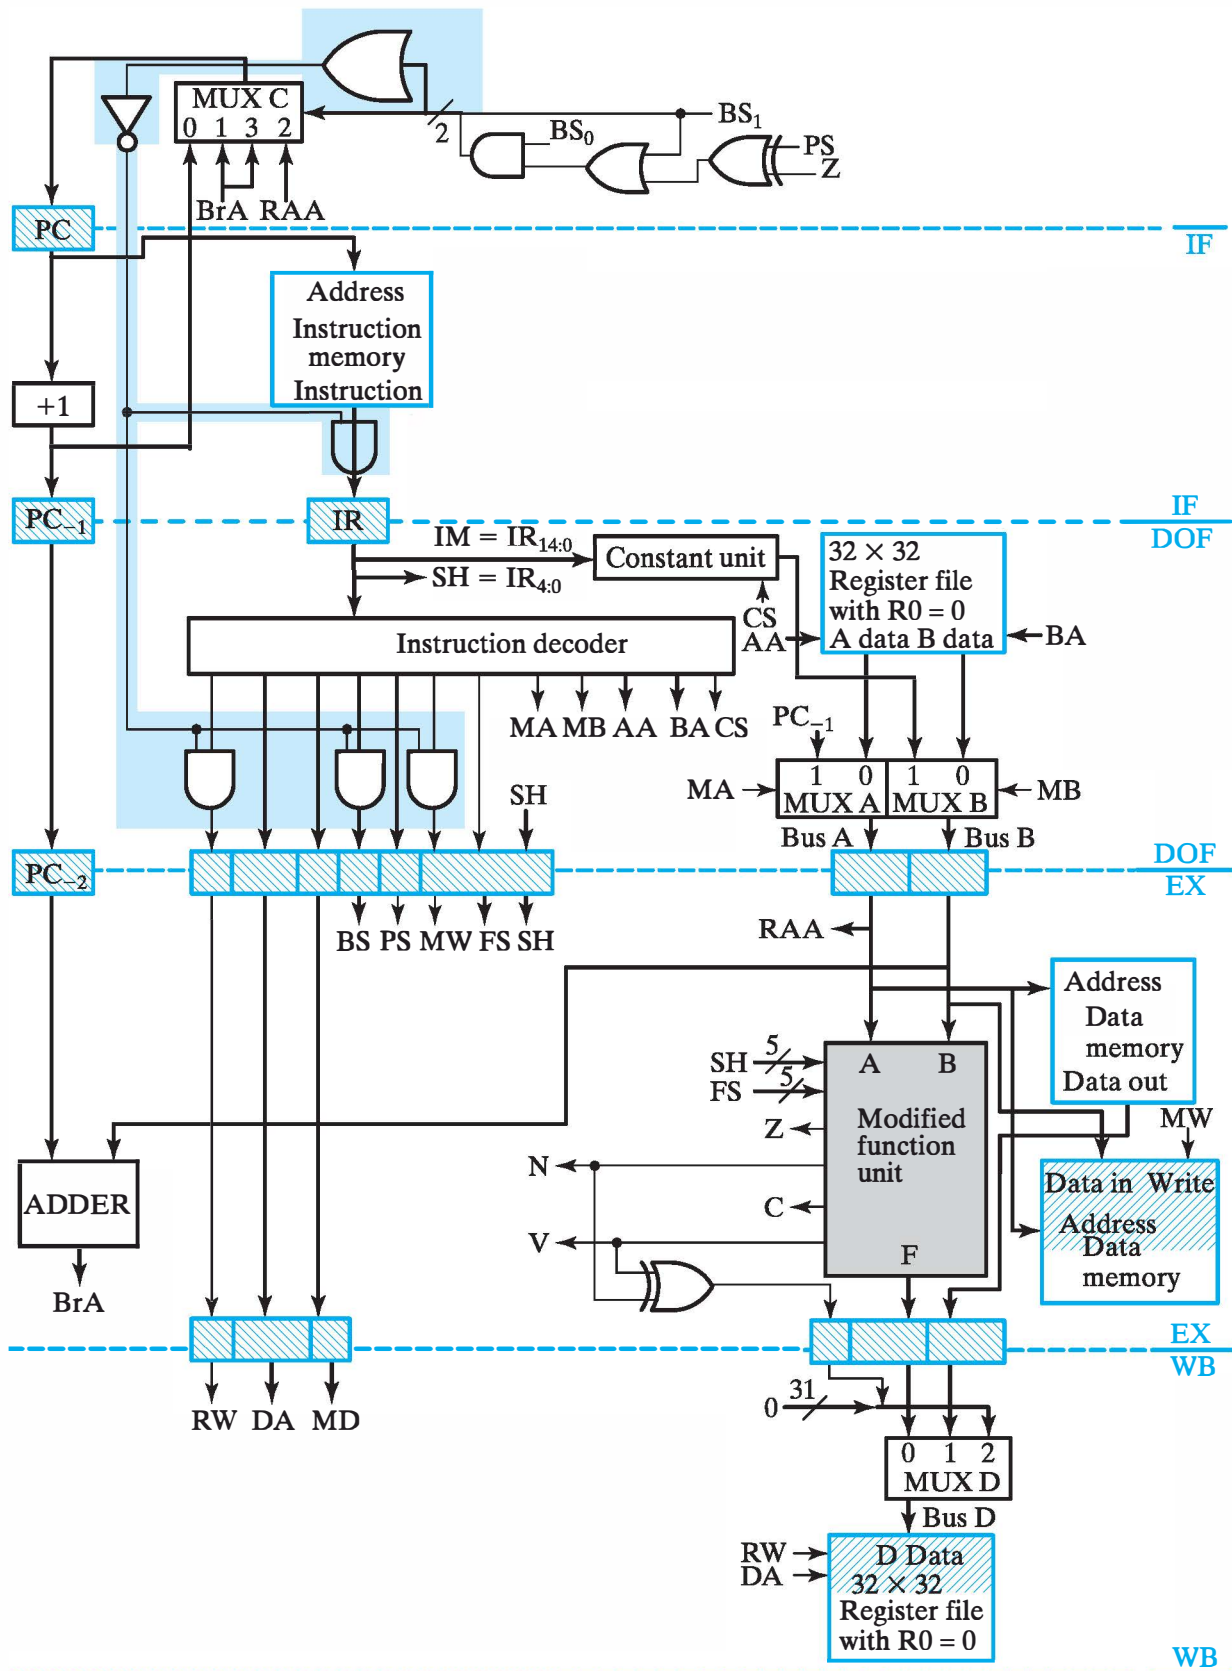 MUX C
0 1 3 2
2
BS₁
BS₀
PS
Z
BrA RAA
PC
IF
Address
Instruction
memory
Instruction
+1
PC₋₁
IR
IF
DOF
IM = IR₁₄:₀
SH = IR₄:₀
Constant unit
CS
32 × 32
Register file
with R0 = 0
A data B data
AA
BA
Instruction decoder
MA MB AA BA CS
PC₋₁
1 0 1 0
MUX A MUX B
MA
MB
SH
Bus A
Bus B
PC₋₂
DOF
EX
BS PS MW FS SH
RAA
Address
Data
memory
Data out
SH 5
FS 5
A B
Modified
function
unit
F
Z
N
C
V
MW
Data in Write
Address
Data
memory
ADDER
BrA
EX
WB
RW DA MD
0 31
0 1 2
MUX D
Bus D
RW
DA
D Data
32 × 32
Register file
with R0 = 0
WB